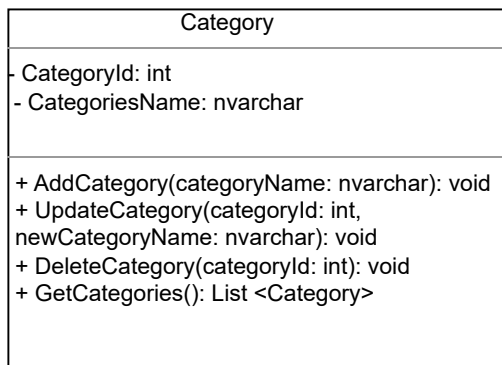 Category
- CategoryId: int
- CategoriesName: nvarchar
+ AddCategory(categoryName: nvarchar): void
+ UpdateCategory(categoryId: int,
newCategoryName: nvarchar): void
+ DeleteCategory(categoryId: int): void
+ GetCategories(): List <Category>